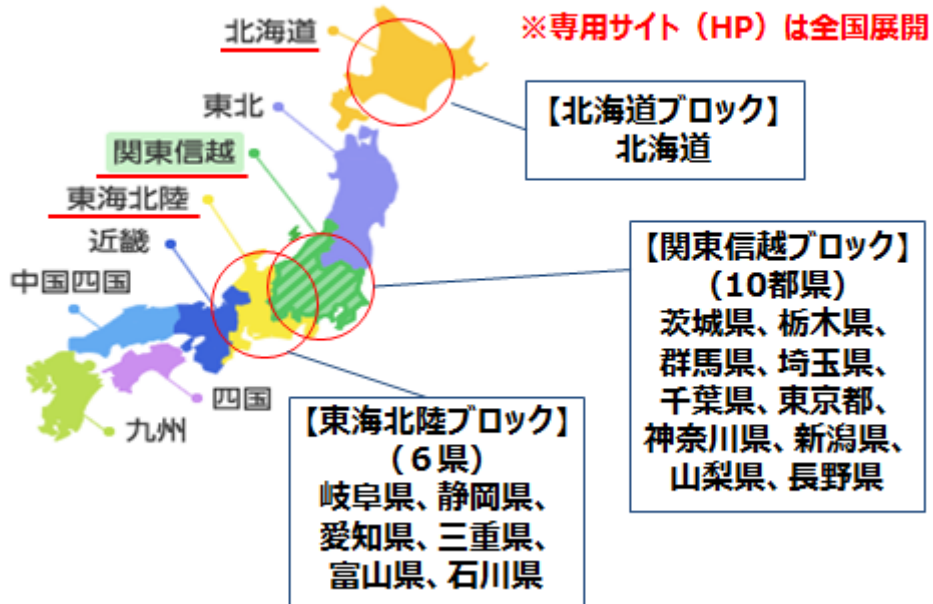 ※専用サイト（HP）は全国展開
北海道
東北
関東信越
東海北陸
近畿
中国四国
四国
九州
【北海道ブロック】
北海道
【関東信越ブロック】
（10都県）
茨城県、栃木県、
群馬県、埼玉県、
千葉県、東京都、
神奈川県、新潟県、
山梨県、長野県
【東海北陸ブロック】
（６県）
岐阜県、静岡県、
愛知県、三重県、
富山県、石川県